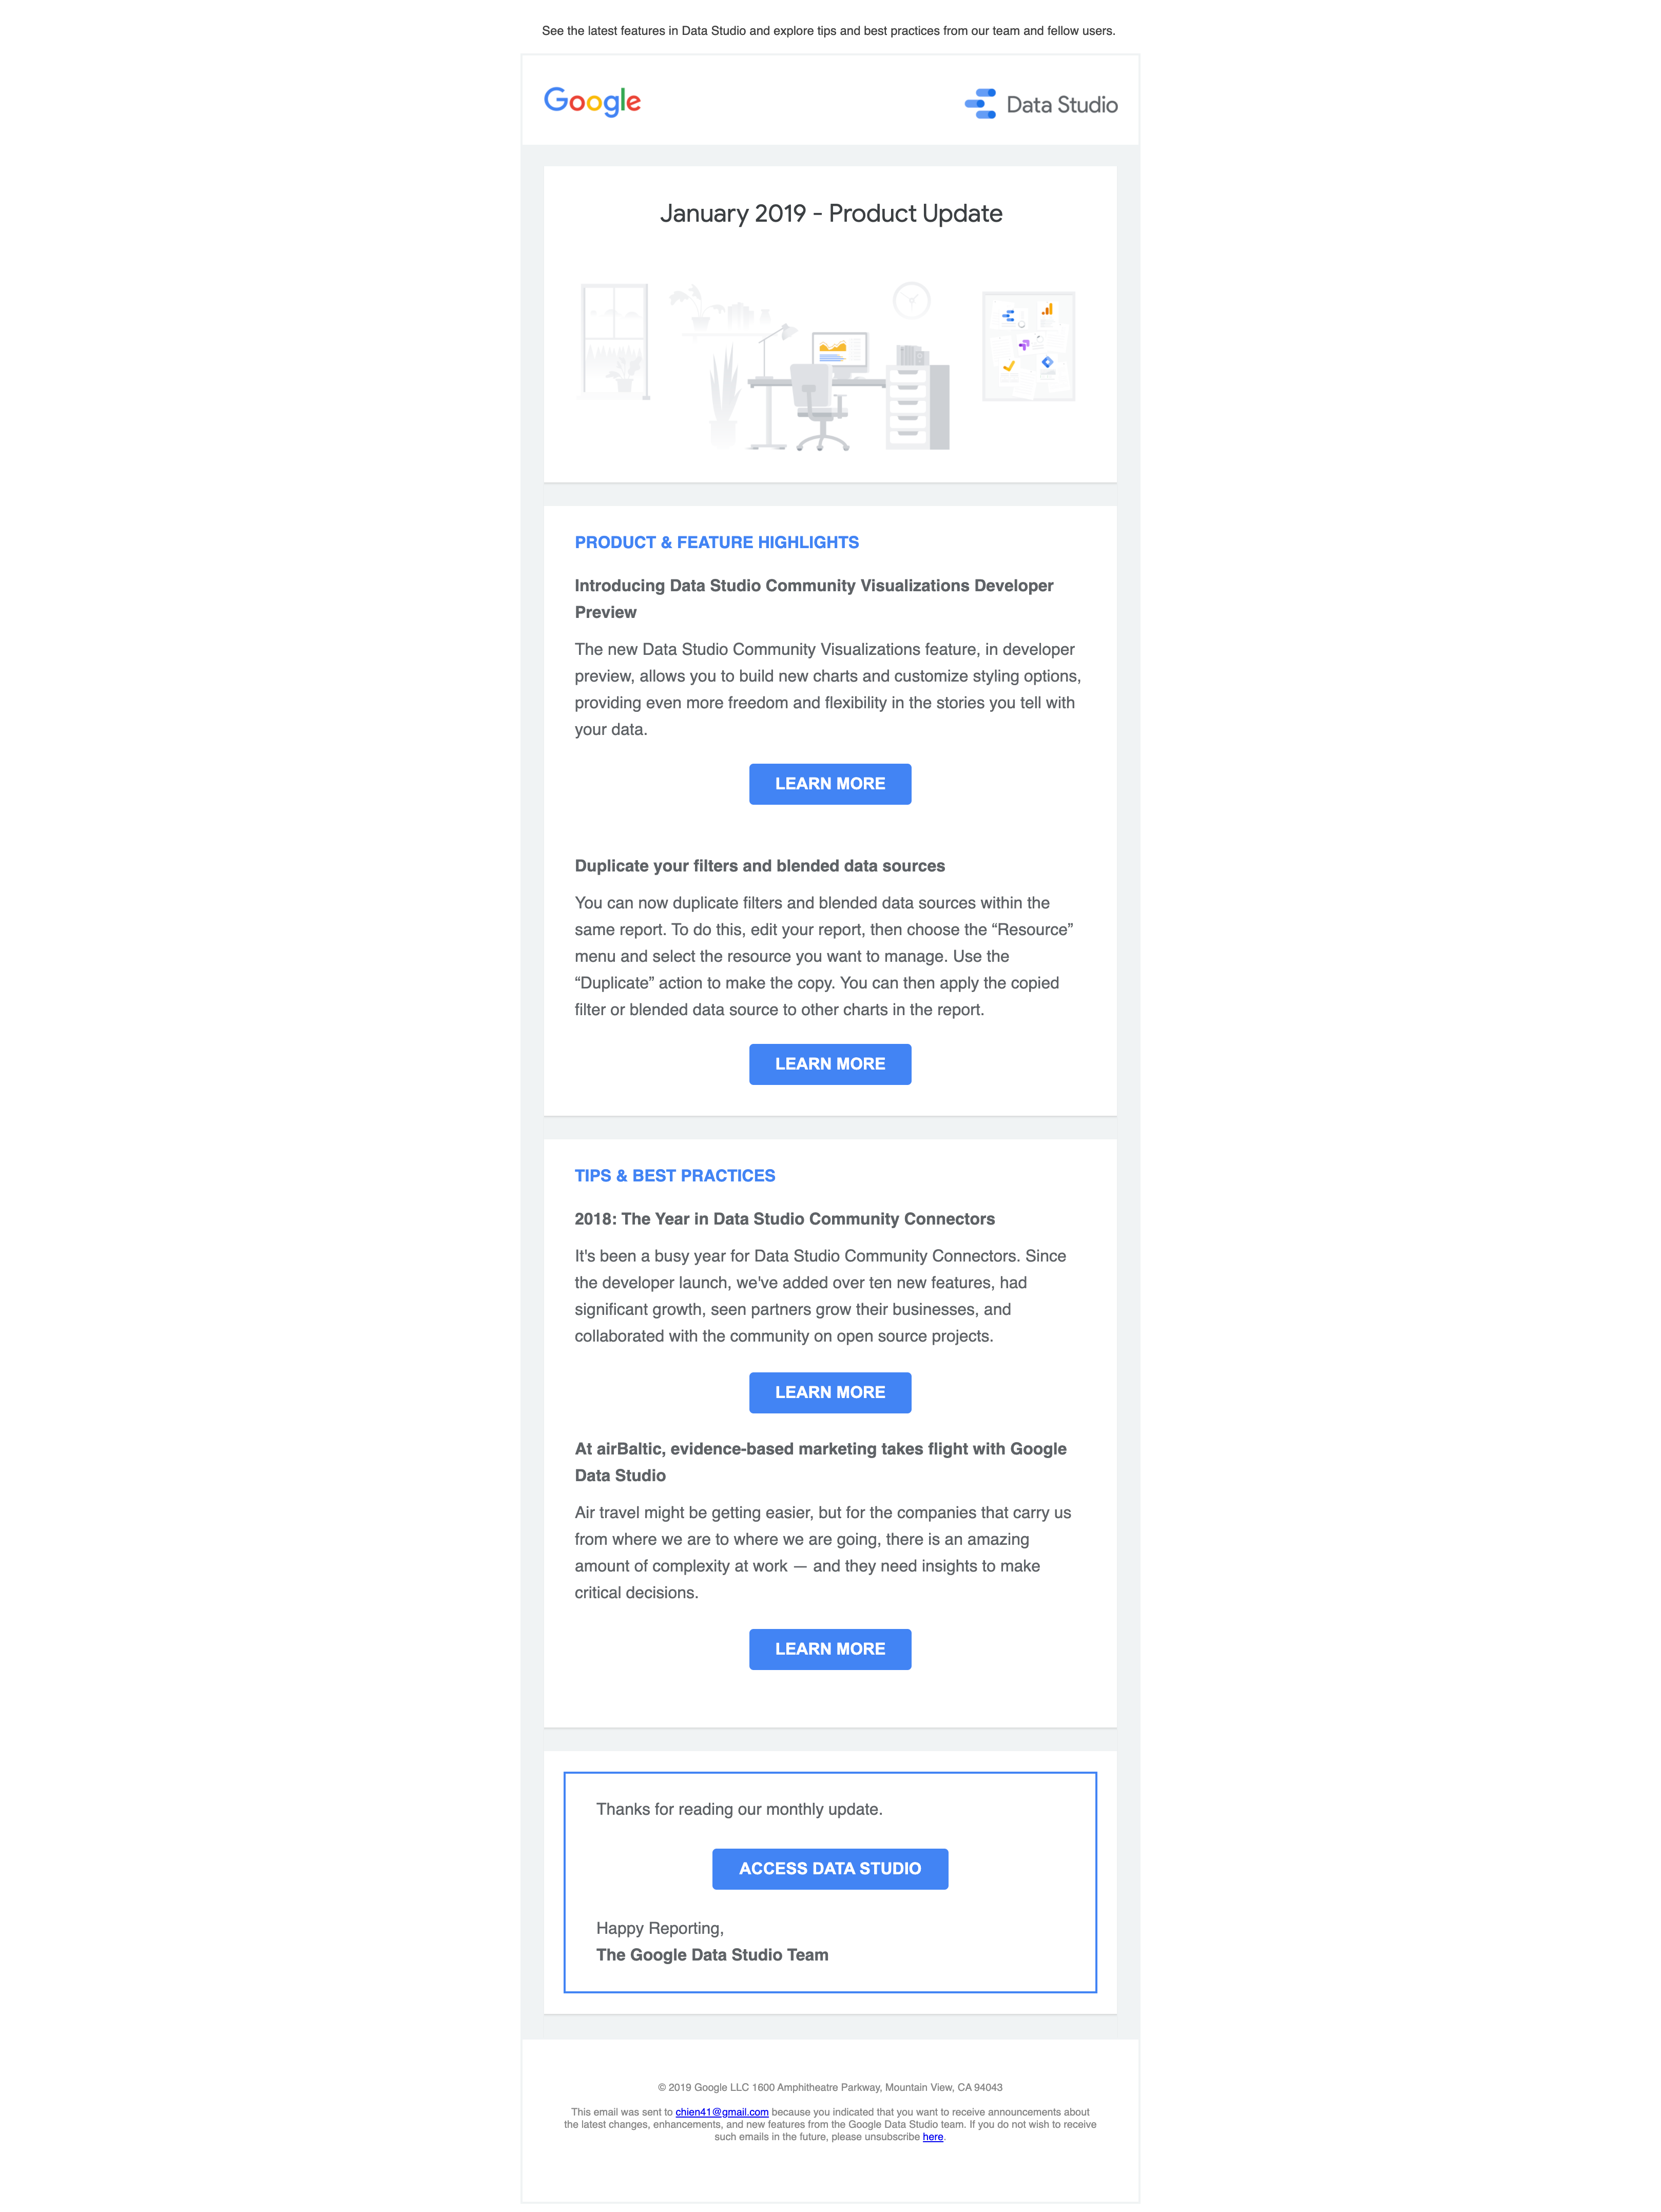 See the latest features in Data Studio and explore tips and best practices from our team and fellow users.
Google
Data Studio
January 2019 - Product Update
PRODUCT & FEATURE HIGHLIGHTS
Introducing Data Studio Community Visualizations Developer
Preview
The new Data Studio Community Visualizations feature, in developer
preview, allows you to build new charts and customize styling options,
providing even more freedom and flexibility in the stories you tell with
your data.
LEARN MORE
Duplicate your filters and blended data sources
You can now duplicate filters and blended data sources within the
same report. To do this, edit your report, then choose the “Resource”
menu and select the resource you want to manage. Use the
“Duplicate” action to make the copy. You can then apply the copied
filter or blended data source to other charts in the report.
LEARN MORE
TIPS & BEST PRACTICES
2018: The Year in Data Studio Community Connectors
It's been a busy year for Data Studio Community Connectors. Since
the developer launch, we've added over ten new features, had
significant growth, seen partners grow their businesses, and
collaborated with the community on open source projects.
LEARN MORE
At airBaltic, evidence-based marketing takes flight with Google
Data Studio
Air travel might be getting easier, but for the companies that carry us
from where we are to where we are going, there is an amazing
amount of complexity at work — and they need insights to make
critical decisions.
LEARN MORE
Thanks for reading our monthly update.
ACCESS DATA STUDIO
Happy Reporting,
The Google Data Studio Team
© 2019 Google LLC 1600 Amphitheatre Parkway, Mountain View, CA 94043
This email was sent to chien41@gmail.com because you indicated that you want to receive announcements about
the latest changes, enhancements, and new features from the Google Data Studio team. If you do not wish to receive
such emails in the future, please unsubscribe here.